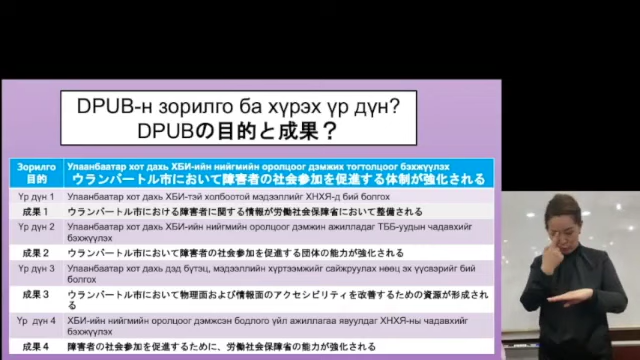 DPUB-н зорилго ба хүрэх үр дүн?
DPUBの目的と成果？
Зорилго
目的
Улаанбаатар хот дахь ХБИ-ийн нийгмийн оролцоог дэмжих тогтолцоог бэхжүүлэх
ウランバートル市において障害者の社会参加を促進する体制が強化される
Үр дүн 1 Улаанбаатар хот дахь ХБИ-тэй холбоотой мэдээллийг ХНХЯ-д бий болгох
成果１ ウランバートル市における障害者に関する情報が労働社会保障省において整備される
Үр дүн 2 Улаанбаатар хот дахь ХБИ-ийн нийгмийн оролцоог дэмжин ажилладаг ТББ-уудын чадавхийг
бэхжүүлэх
成果２ ウランバートル市において障害者の社会参加を促進する団体の能力が強化される
Үр дүн 3 Улаанбаатар хот дахь дэд бүтэц, мэдээллийн хүртээмжийг сайжруулах нөөц эх үүсвэрийг бий
болгох
成果３ ウランバートル市において物理面および情報面のアクセシビリティを改善するための資源が形成され
る
Үр дүн 4 ХБИ-ийн нийгмийн оролцоог дэмжсэн бодлого үйл ажиллагаа явуулдаг ХНХЯ-ны чадавхийг
бэхжүүлэх
成果４ 障害者の社会参加を促進するために、労働社会保障省の能力が強化される